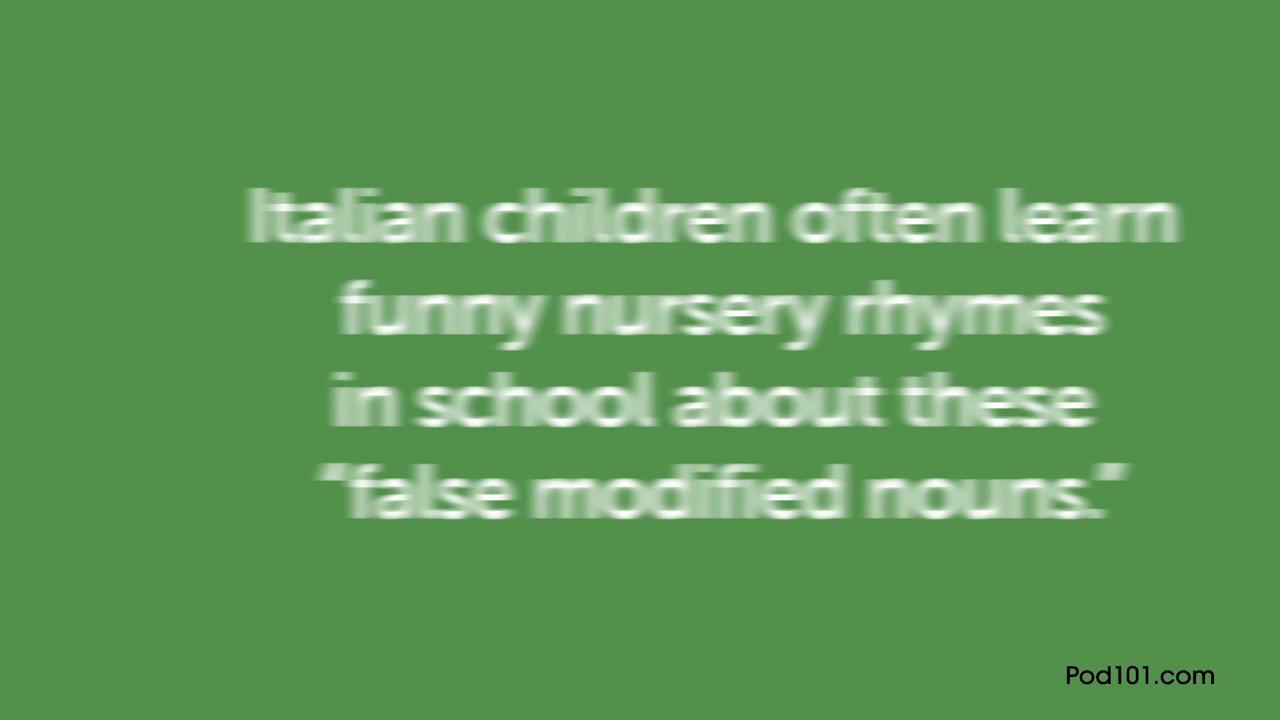 Italian children often learn
funny nursery rhymes
in school about these
“false modified nouns.”
Pod101.com